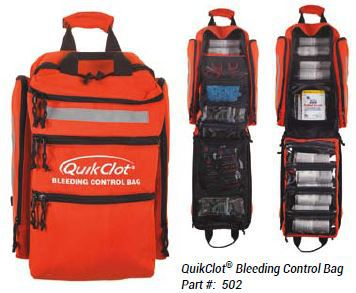 QuikClot®
BLEEDING CONTROL BAG
QuikClot® Bleeding Control Bag
Part #: 502